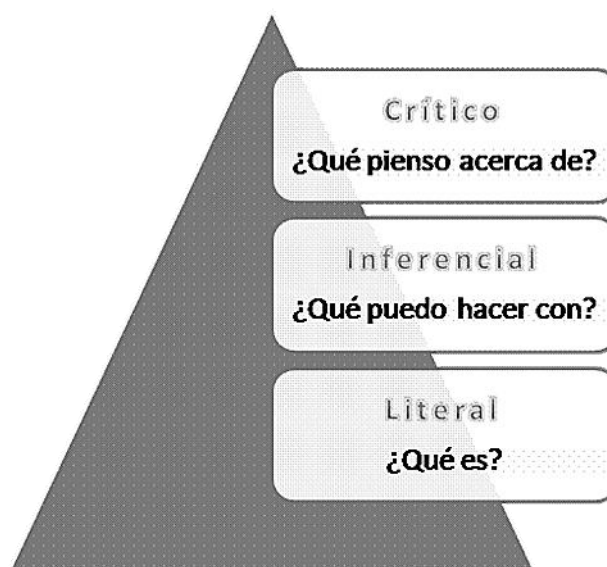 Crítico
¿Qué pienso acerca de?
Inferencial
¿Qué puedo hacer con?
Literal
¿Qué es?